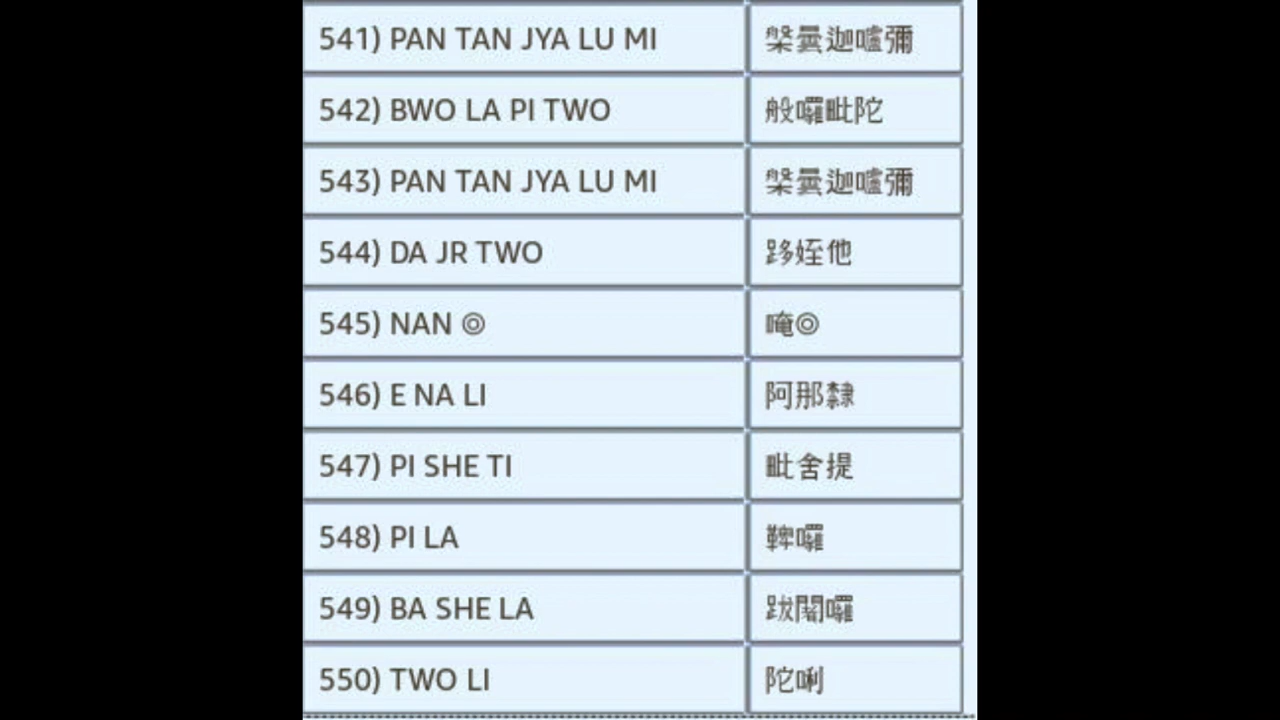 541) PAN TAN JYA LU MI 槃曇迦嚧彌
542) BWO LA PI TWO 般囉毗陀
543) PAN TAN JYA LU MI 槃曇迦嚧彌
544) DA JR TWO 跢姪他
545) NAN ◎ 唵◎
546) E NA LI 阿那隸
547) PI SHE TI 毗舍提
548) PI LA 鞞囉
549) BA SHE LA 跋闍囉
550) TWO LI 陀唎